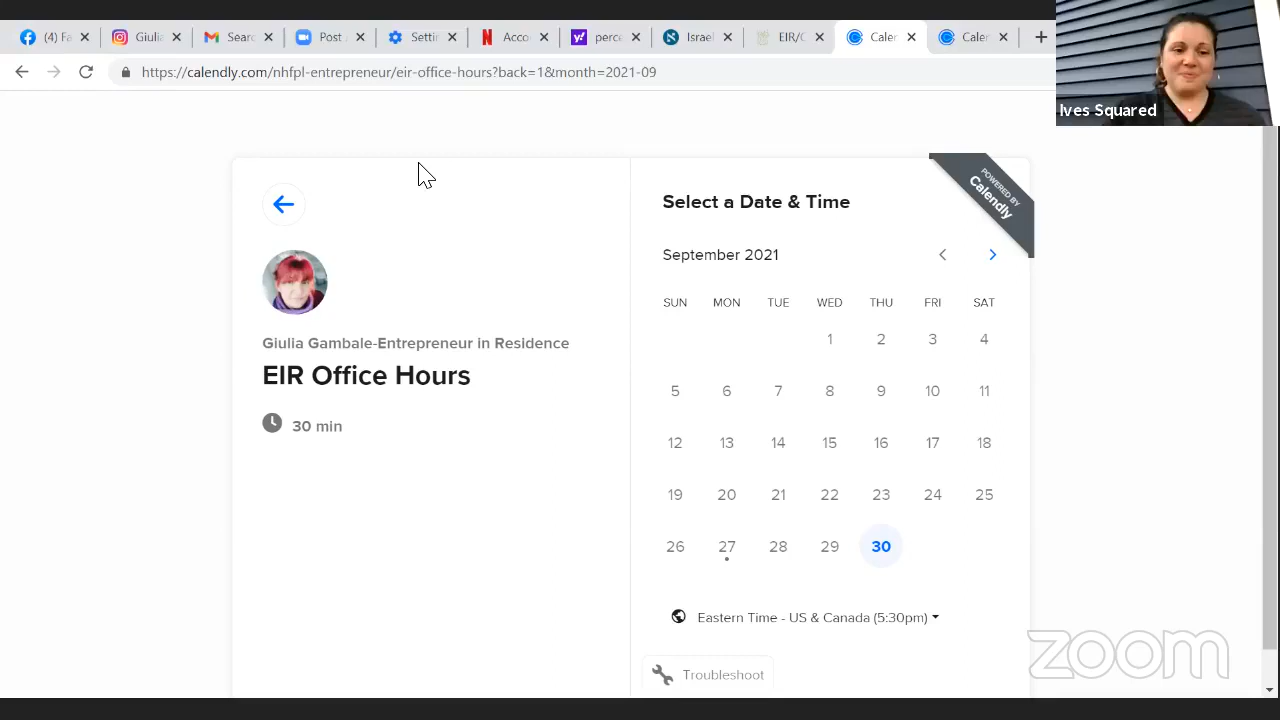 (4) Fa
Giulia
Searc
Post
Settin
Acco
perce
Israel
EIR/C
Calen
Calen
https://calendly.com/nhfpl-entrepreneur/eir-office-hours?back=1&month=2021-09
Ives Squared
POWERED BY
Calendly
Giulia Gambale-Entrepreneur in Residence
EIR Office Hours
30 min
Select a Date & Time
September 2021
SUN MON TUE WED THU FRI SAT
1 2 3 4
5 6 7 8 9 10 11
12 13 14 15 16 17 18
19 20 21 22 23 24 25
26 27 28 29 30
Eastern Time - US & Canada (5:30pm)
Troubleshoot
zoom